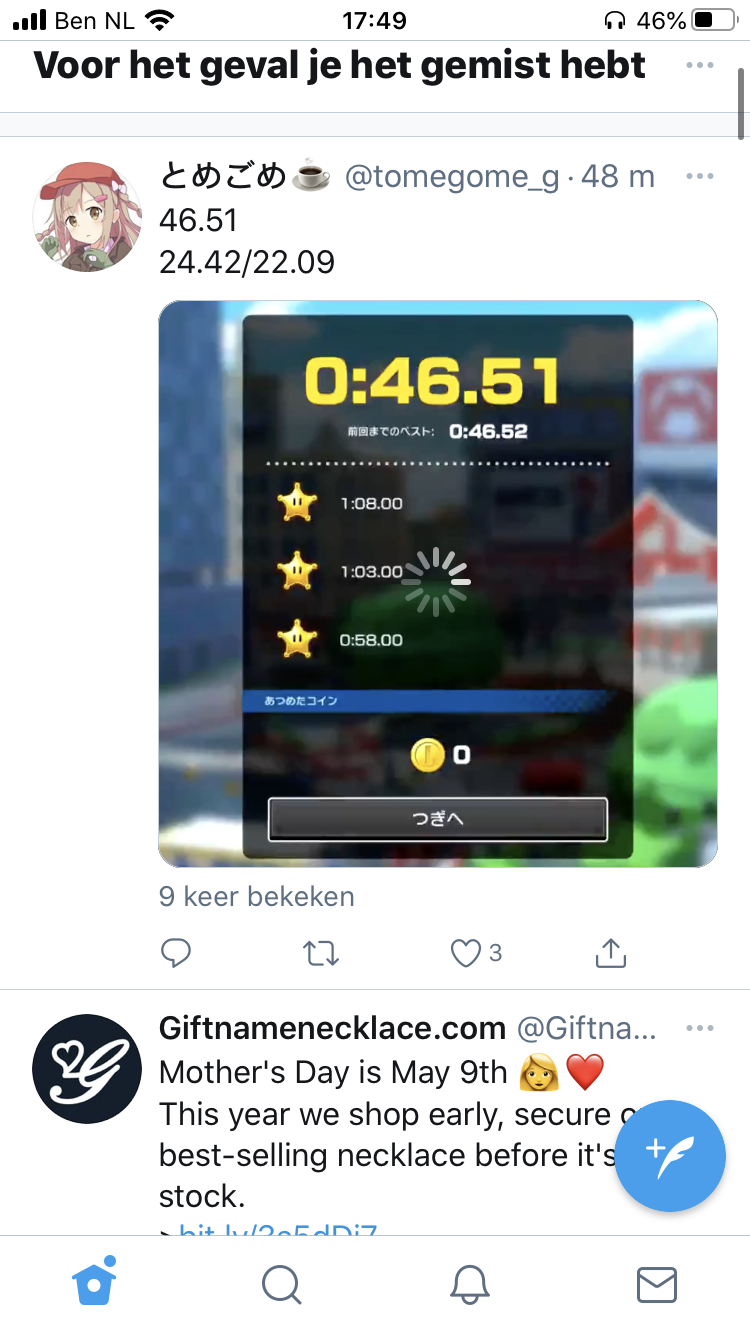 Ben NL
17:49
46%
Voor het geval je het gemist hebt
とめごめ☕ @tomegome_g · 48 m
46.51
24.42/22.09
0:46.51
前回までのベスト: 0:46.52
1:08.00
1:03.00
0:58.00
あつめたコイン
0
つぎへ
9 keer bekeken
3
Giftnamenecklace.com @Giftna...
Mother's Day is May 9th 👩❤️
This year we shop early, secure
best-selling necklace before it's
stock.